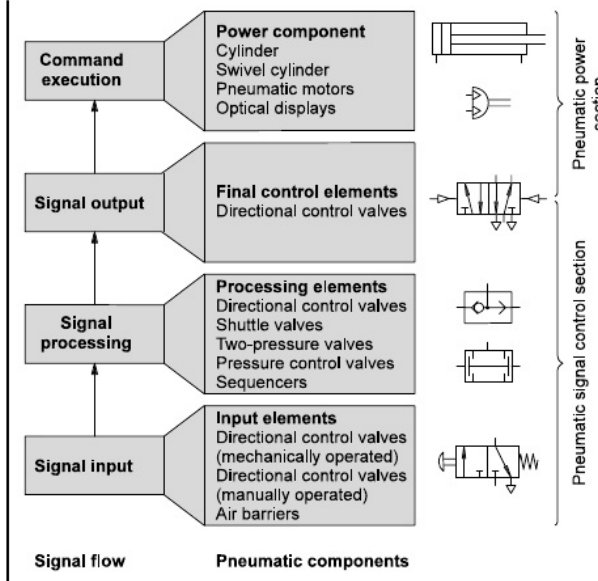 Command
execution
Power component
Cylinder
Swivel cylinder
Pneumatic motors
Optical displays
Pneumatic power
section
Signal output
Final control elements
Directional control valves
Signal
processing
Processing elements
Directional control valves
Shuttle valves
Two-pressure valves
Pressure control valves
Sequencers
Pneumatic signal control section
Signal input
Input elements
Directional control valves
(mechanically operated)
Directional control valves
(manually operated)
Air barriers
Signal flow
Pneumatic components